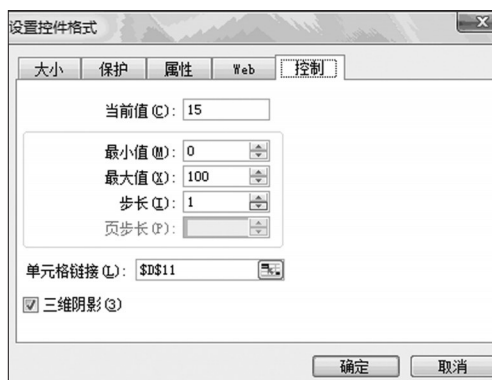 设置控件格式
大小 保护 属性 Web 控制
当前值(C): 15
最小值(M): 0
最大值(X): 100
步长(I): 1
页步长(P):
单元格链接(L): $D$11
三维阴影(3)
确定 取消